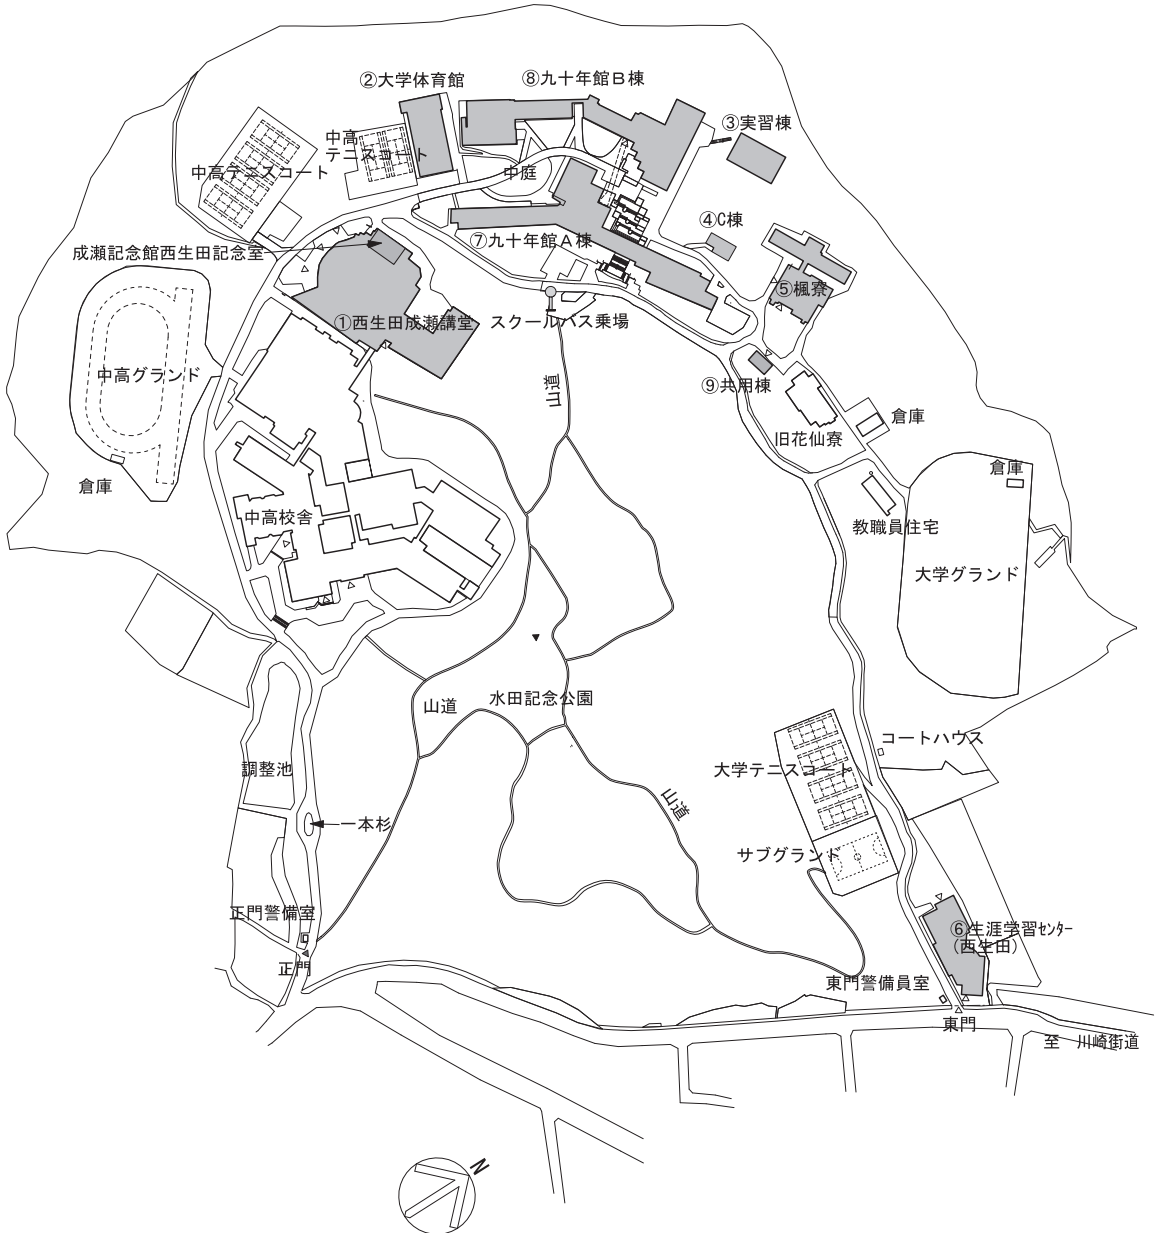 ②大学体育館
⑧九十年館B棟
③実習棟
中高
テニスコート
中高テニスコート
中庭
④C棟
⑦九十年館A棟
成瀬記念館西生田記念室
⑤楓寮
①西生田成瀬講堂
スクールバス乗場
中高グランド
山道
⑨共用棟
倉庫
旧花仙寮
倉庫
倉庫
中高校舎
教職員住宅
大学グランド
山道
水田記念公園
コートハウス
調整池
大学テニスコート
山道
一本杉
サブグランド
正門警備室
⑥生涯学習センター
(西生田)
正門
東門警備員室
東門
至 川崎街道
N